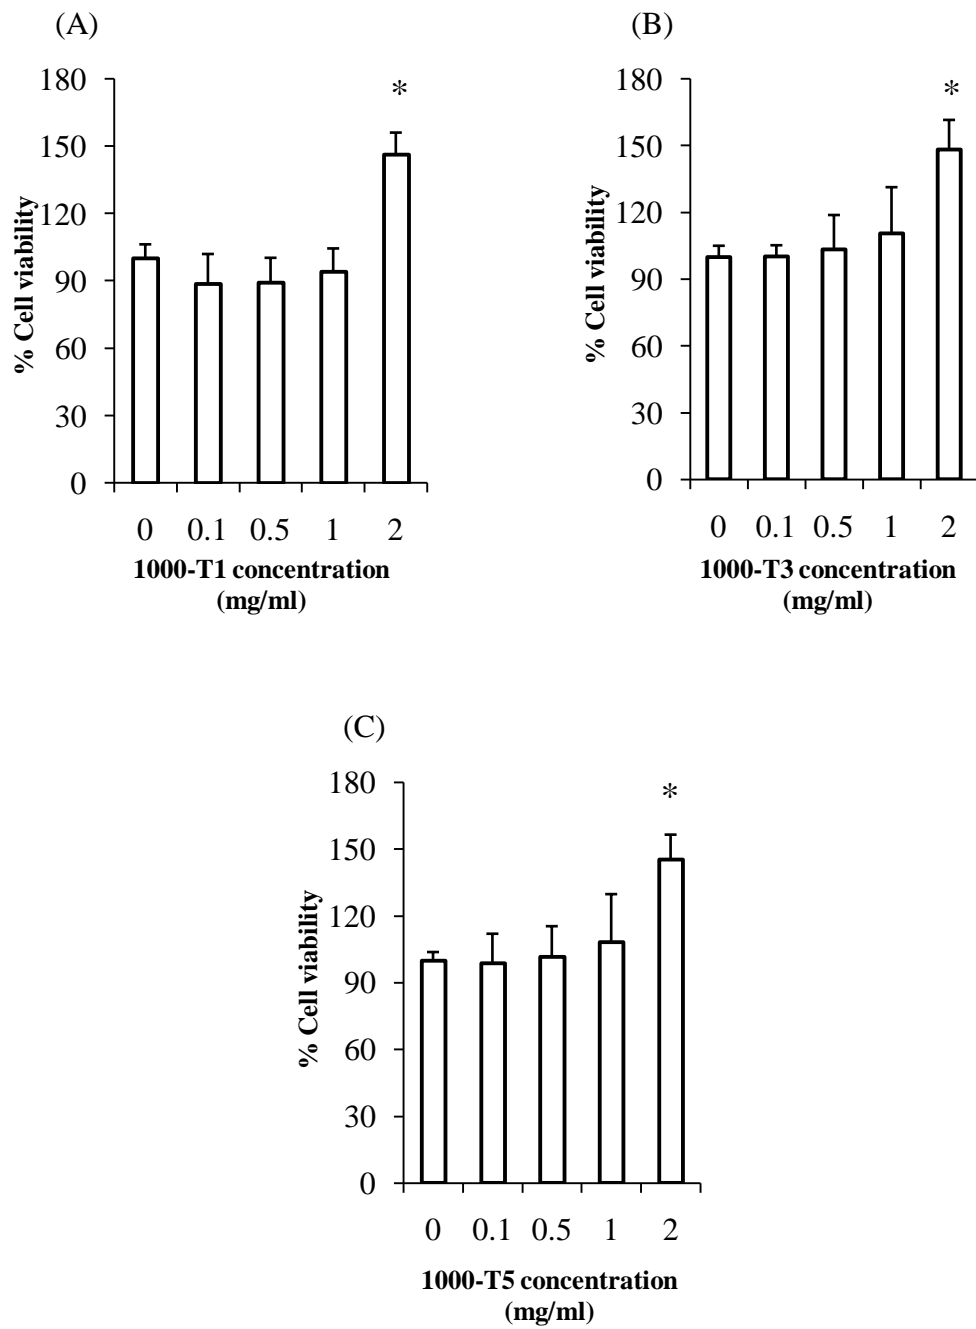 (A)
180
150
120
90
60
30
0
% Cell viability
*
0 0.1 0.5 1 2
1000-T1 concentration
(mg/ml)
(B)
180
150
120
90
60
30
0
% Cell viability
*
0 0.1 0.5 1 2
1000-T3 concentration
(mg/ml)
(C)
180
150
120
90
60
30
0
% Cell viability
*
0 0.1 0.5 1 2
1000-T5 concentration
(mg/ml)